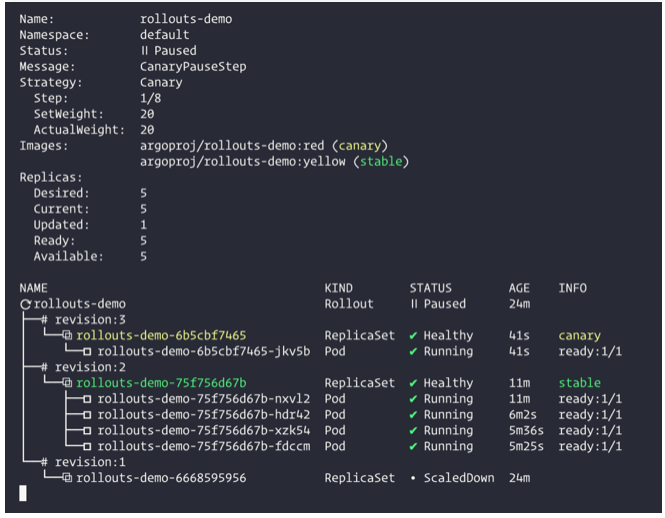 Name: rollouts-demo
Namespace: default
Status: ॥ Paused
Message: CanaryPauseStep
Strategy: Canary
Step: 1/8
SetWeight: 20
ActualWeight: 20
Images: argoproj/rollouts-demo:red (canary)
argoproj/rollouts-demo:yellow (stable)
Replicas:
Desired: 5
Current: 5
Updated: 1
Ready: 5
Available: 5
NAME KIND STATUS AGE INFO
⟳ rollouts-demo Rollout ॥ Paused 24m
├──# revision:3
│ └──⧉ rollouts-demo-6b5cbf7465 ReplicaSet ✔ Healthy 41s canary
│ └──□ rollouts-demo-6b5cbf7465-jkv5b Pod ✔ Running 41s ready:1/1
├──# revision:2
│ └──⧉ rollouts-demo-75f756d67b ReplicaSet ✔ Healthy 11m stable
│ ├──□ rollouts-demo-75f756d67b-nxvl2 Pod ✔ Running 11m ready:1/1
│ ├──□ rollouts-demo-75f756d67b-hdr42 Pod ✔ Running 6m2s ready:1/1
│ ├──□ rollouts-demo-75f756d67b-xzk54 Pod ✔ Running 5m36s ready:1/1
│ └──□ rollouts-demo-75f756d67b-fdccm Pod ✔ Running 5m25s ready:1/1
└──# revision:1
└──⧉ rollouts-demo-6668595956 ReplicaSet • ScaledDown 24m